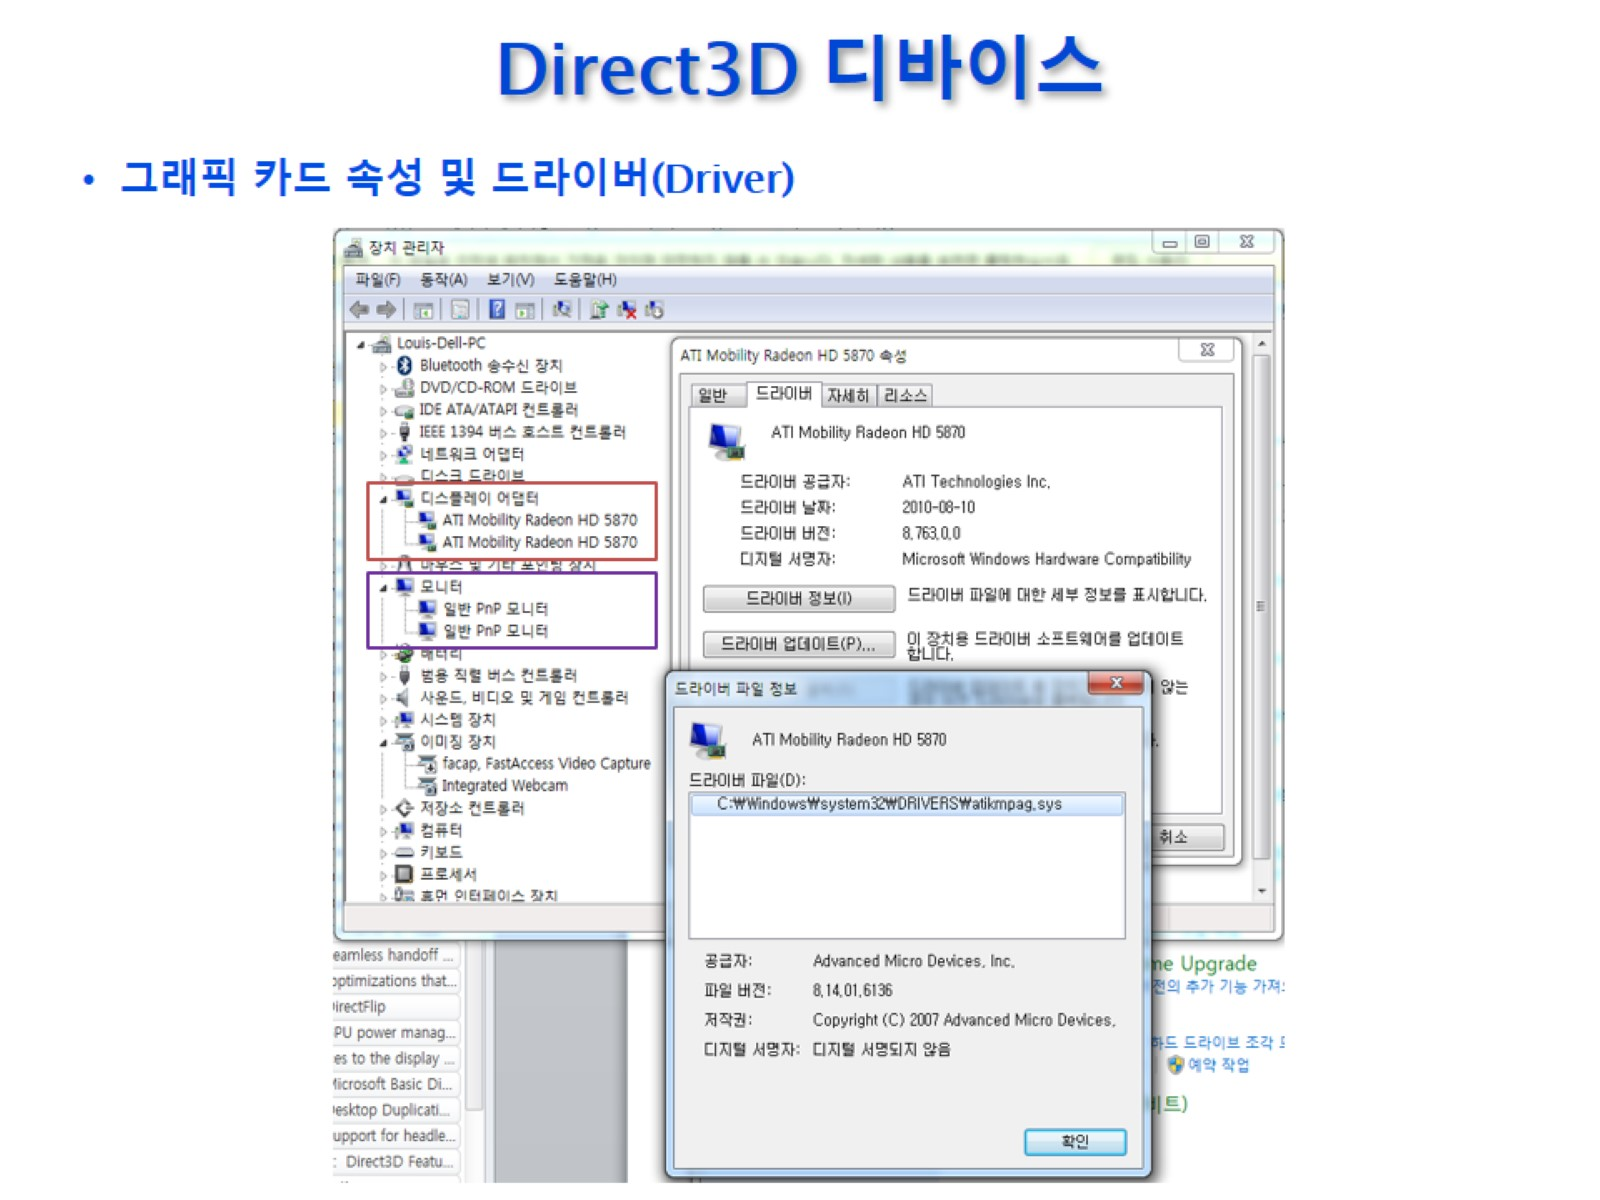 Direct3D 디바이스
• 그래픽 카드 속성 및 드라이버(Driver)
장치 관리자
파일(F) 동작(A) 보기(V) 도움말(H)
Louis-Dell-PC
Bluetooth 송수신 장치
DVD/CD-ROM 드라이브
IDE ATA/ATAPI 컨트롤러
IEEE 1394 버스 호스트 컨트롤러
네트워크 어댑터
디스크 드라이브
디스플레이 어댑터
ATI Mobility Radeon HD 5870
ATI Mobility Radeon HD 5870
마우스 및 기타 포인팅 장치
모니터
일반 PnP 모니터
일반 PnP 모니터
배터리
범용 직렬 버스 컨트롤러
사운드, 비디오 및 게임 컨트롤러
시스템 장치
이미징 장치
facap, FastAccess Video Capture
Integrated Webcam
저장소 컨트롤러
컴퓨터
키보드
프로세서
휴먼 인터페이스 장치
ATI Mobility Radeon HD 5870 속성
일반 드라이버 자세히 리소스
ATI Mobility Radeon HD 5870
드라이버 공급자: ATI Technologies Inc.
드라이버 날짜: 2010-08-10
드라이버 버전: 8.763.0.0
디지털 서명자: Microsoft Windows Hardware Compatibility
드라이버 정보(I) 드라이버 파일에 대한 세부 정보를 표시합니다.
드라이버 업데이트(P)... 이 장치용 드라이버 소프트웨어를 업데이트
합니다.
않는
취소
드라이버 파일 정보
ATI Mobility Radeon HD 5870
드라이버 파일(D):
C:₩Windows₩system32₩DRIVERS₩atikmpag.sys
공급자: Advanced Micro Devices, Inc.
파일 버전: 8.14.01.6136
저작권: Copyright (C) 2007 Advanced Micro Devices,
디지털 서명자: 디지털 서명되지 않음
확인
eamless handoff ...
optimizations that...
DirectFlip
PU power manag...
es to the display ...
Microsoft Basic Di...
Desktop Duplicati...
upport for headle...
: Direct3D Featu...
me Upgrade
전의 추가 기능 가져
하드 드라이브 조각
예약 작업
비트)